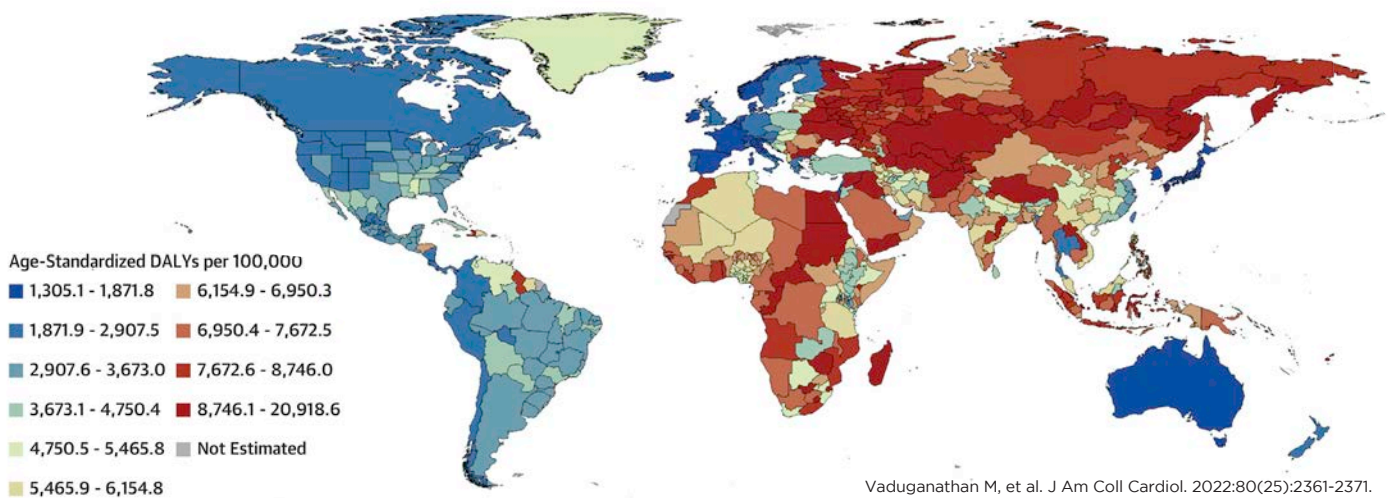 Age-Standardized DALYs per 100,000
1,305.1 - 1,871.8
6,154.9 - 6,950.3
1,871.9 - 2,907.5
6,950.4 - 7,672.5
2,907.6 - 3,673.0
7,672.6 - 8,746.0
3,673.1 - 4,750.4
8,746.1 - 20,918.6
4,750.5 - 5,465.8
Not Estimated
5,465.9 - 6,154.8
Vaduganathan M, et al. J Am Coll Cardiol. 2022:80(25):2361-2371.